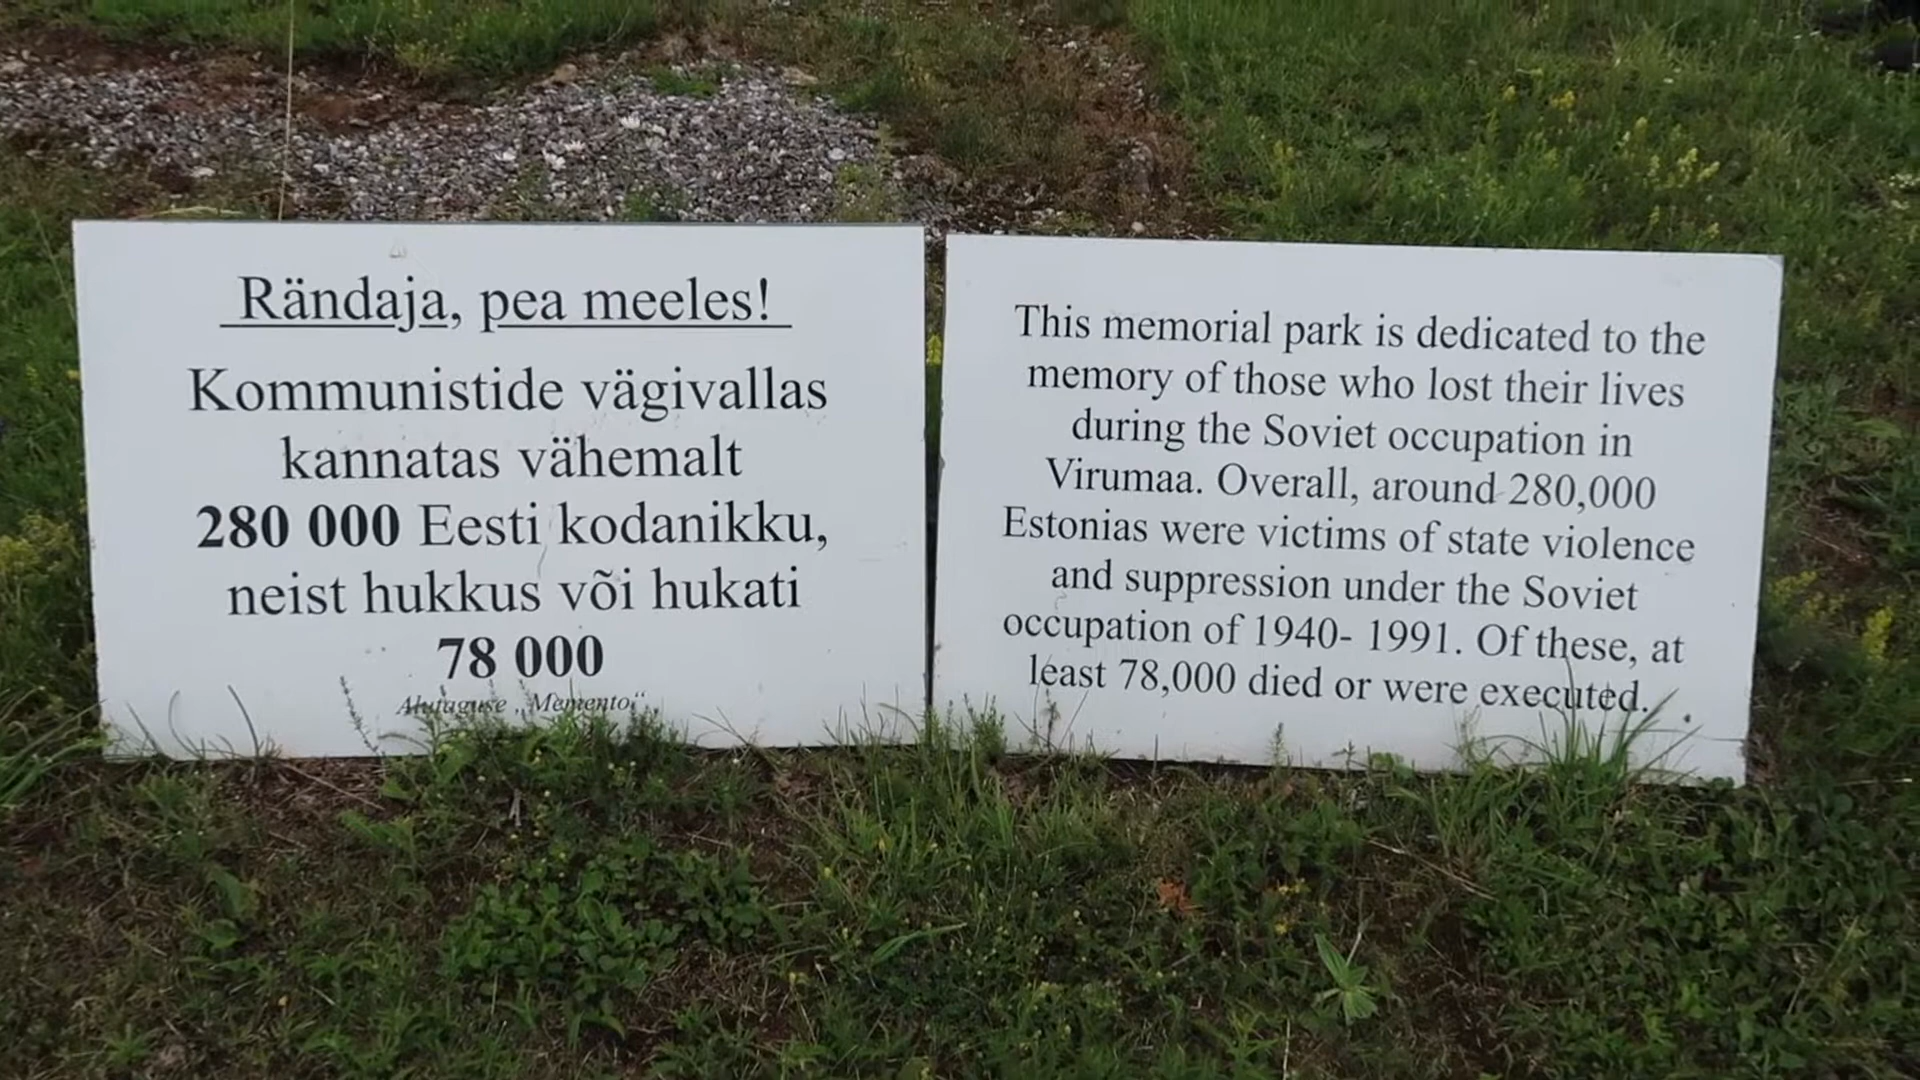 Rändaja, pea meeles!
Kommunistide vägivallas
kannatas vähemalt
280 000 Eesti kodanikku,
neist hukkus või hukati
78 000
Alutaguse „Memento“
This memorial park is dedicated to the
memory of those who lost their lives
during the Soviet occupation in
Virumaa. Overall, around 280,000
Estonias were victims of state violence
and suppression under the Soviet
occupation of 1940- 1991. Of these, at
least 78,000 died or were executed.